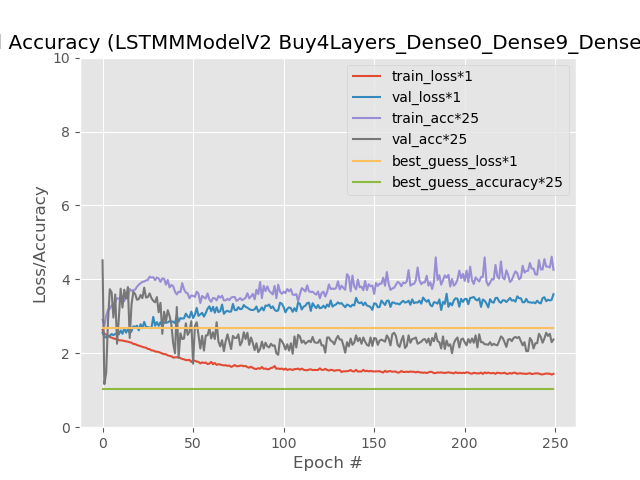 Accuracy (LSTMMModelV2 Buy4Layers_Dense0_Dense9_Dense
train_loss*1
val_loss*1
train_acc*25
val_acc*25
best_guess_loss*1
best_guess_accuracy*25
Loss/Accuracy
10
8
6
4
2
0
0
50
100
150
200
250
Epoch #